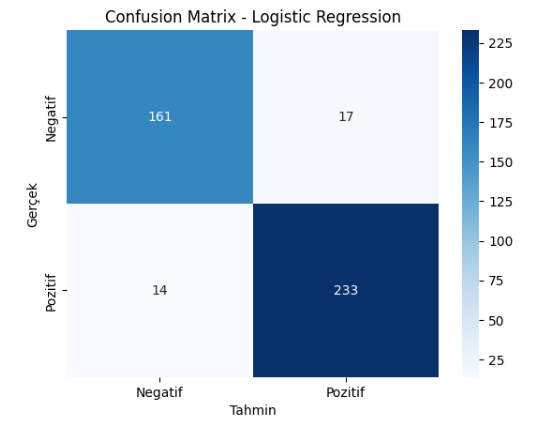 Confusion Matrix - Logistic Regression
Negatif
161
17
225
200
175
150
125
100
75
50
25
Gerçek
Pozitif
14
233
Negatif
Pozitif
Tahmin